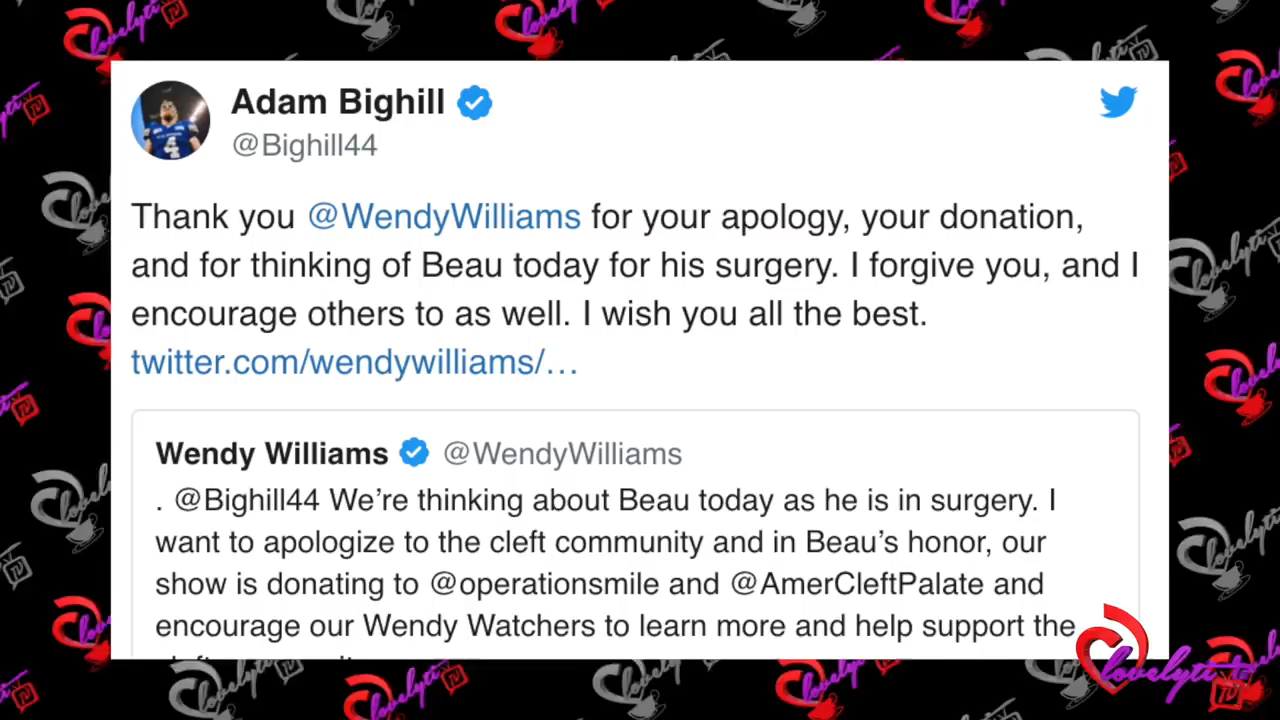 Adam Bighill
@Bighill44
Thank you @WendyWilliams for your apology, your donation,
and for thinking of Beau today for his surgery. I forgive you, and I
encourage others to as well. I wish you all the best.
twitter.com/wendywilliams/…
Wendy Williams @WendyWilliams
. @Bighill44 We’re thinking about Beau today as he is in surgery. I
want to apologize to the cleft community and in Beau’s honor, our
show is donating to @operationsmile and @AmerCleftPalate and
encourage our Wendy Watchers to learn more and help support the
lovelyti TV